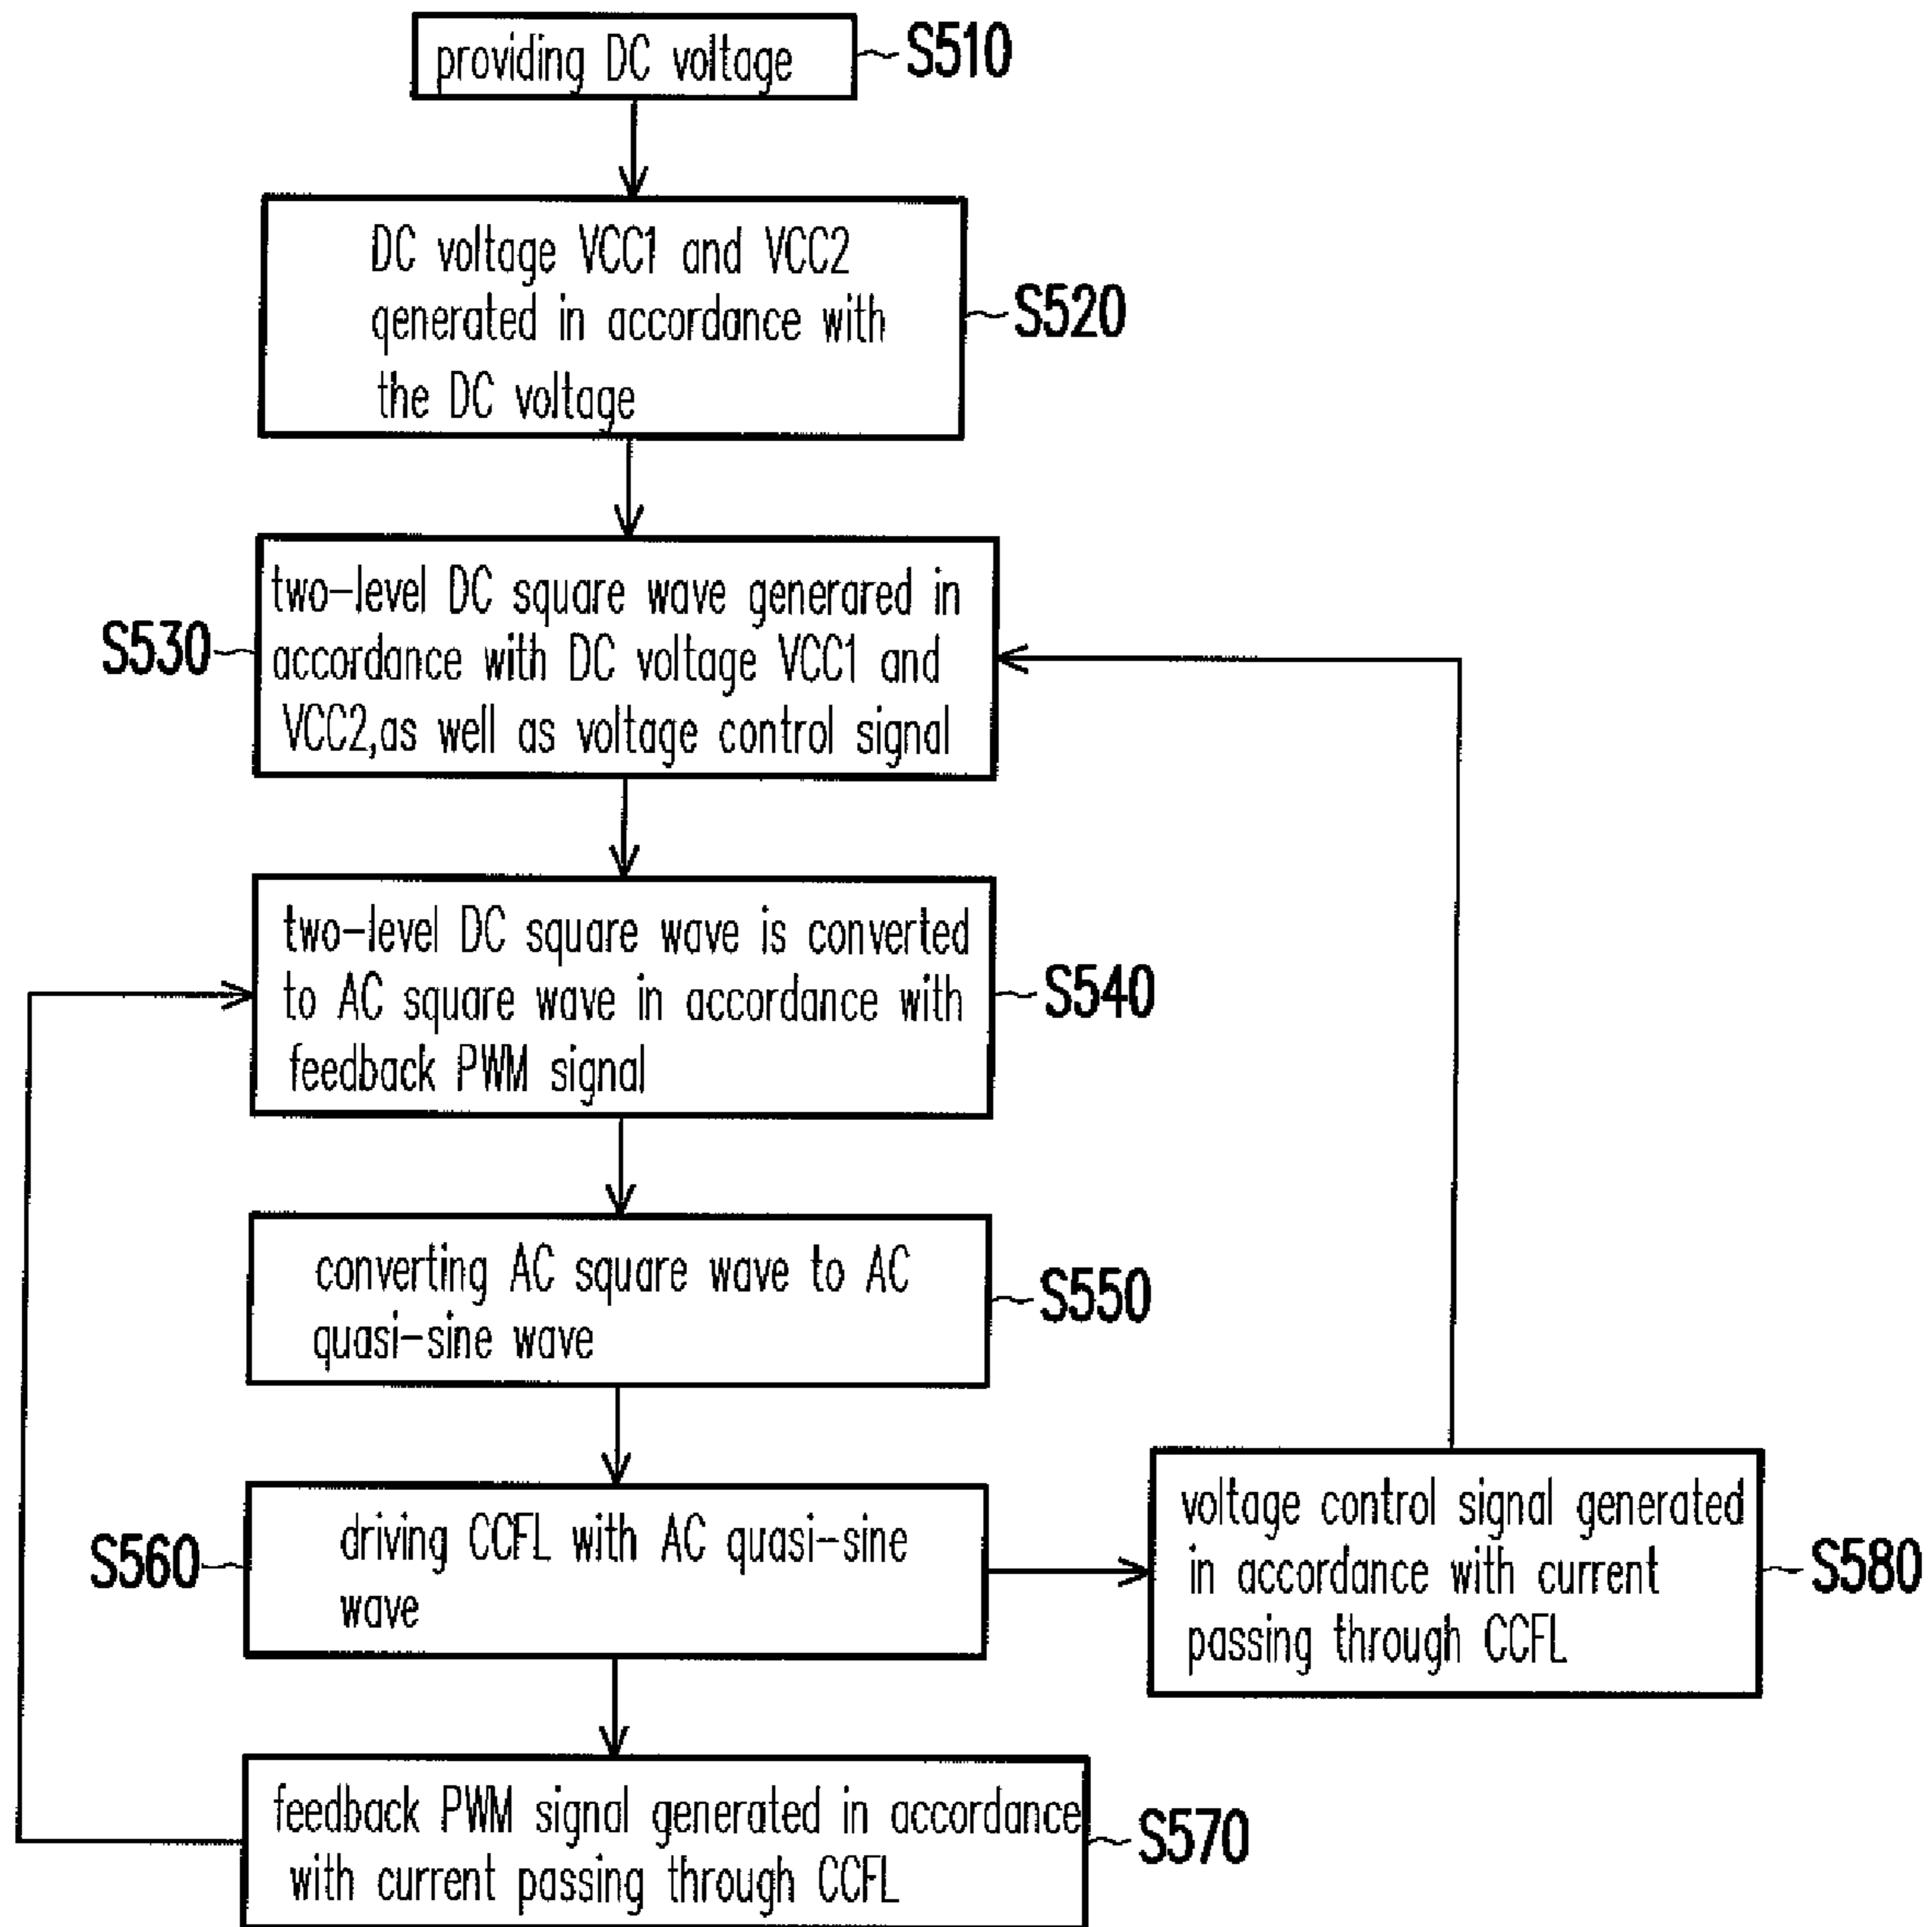 providing DC voltage
S510
DC voltage VCC1 and VCC2
generated in accordance with
the DC voltage
S520
two-level DC square wave generared in
accordance with DC voltage VCC1 and
VCC2,as well as voltage control signal
S530
two-level DC square wave is converted
to AC square wave in accordance with
feedback PWM signal
S540
converting AC square wave to AC
quasi-sine wave
S550
driving CCFL with AC quasi-sine
wave
S560
voltage control signal generated
in accordance with current
passing through CCFL
S580
feedback PWM signal generated in accordance
with current passing through CCFL
S570